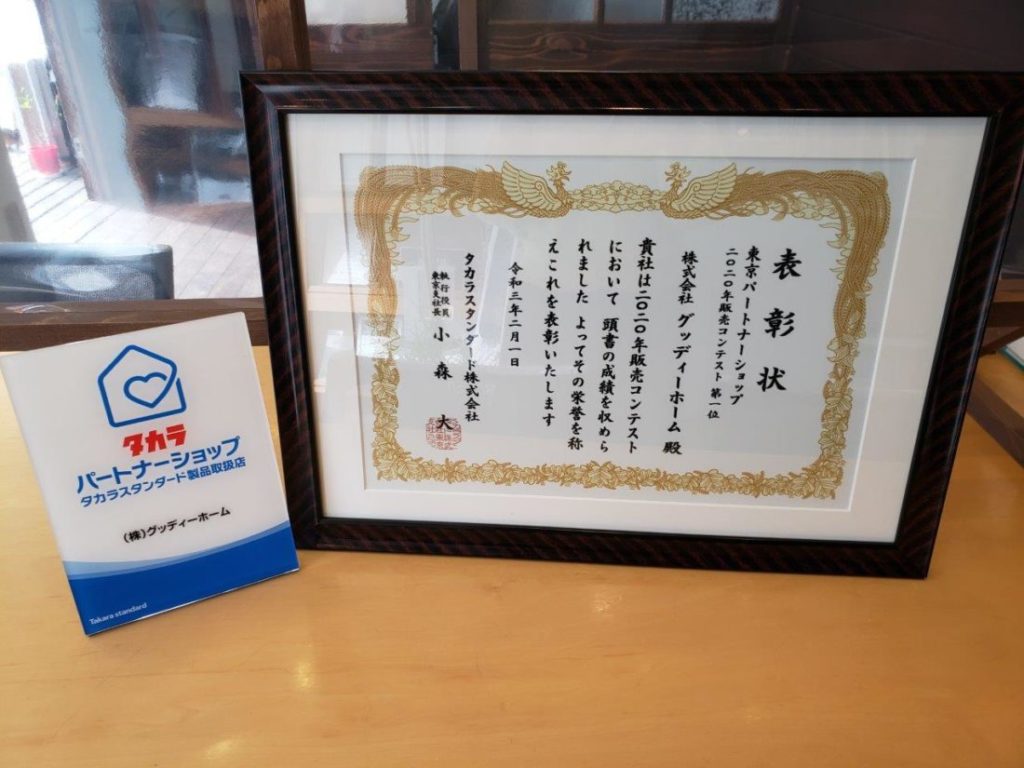 表彰状
東京パートナーショップ
二〇二〇年販売コンテスト 第一位
株式会社 グッディーホーム 殿
貴社は二〇二〇年販売コンテスト
において 頭書の成績を収めら
れました よってその栄誉を称
えこれを表彰いたします
令和三年二月一日
タカラスタンダード株式会社
執行役員
東京支社長
小森 大
タカラ
パートナーショップ
タカラスタンダード製品取扱店
(株)グッディーホーム
Takara standard